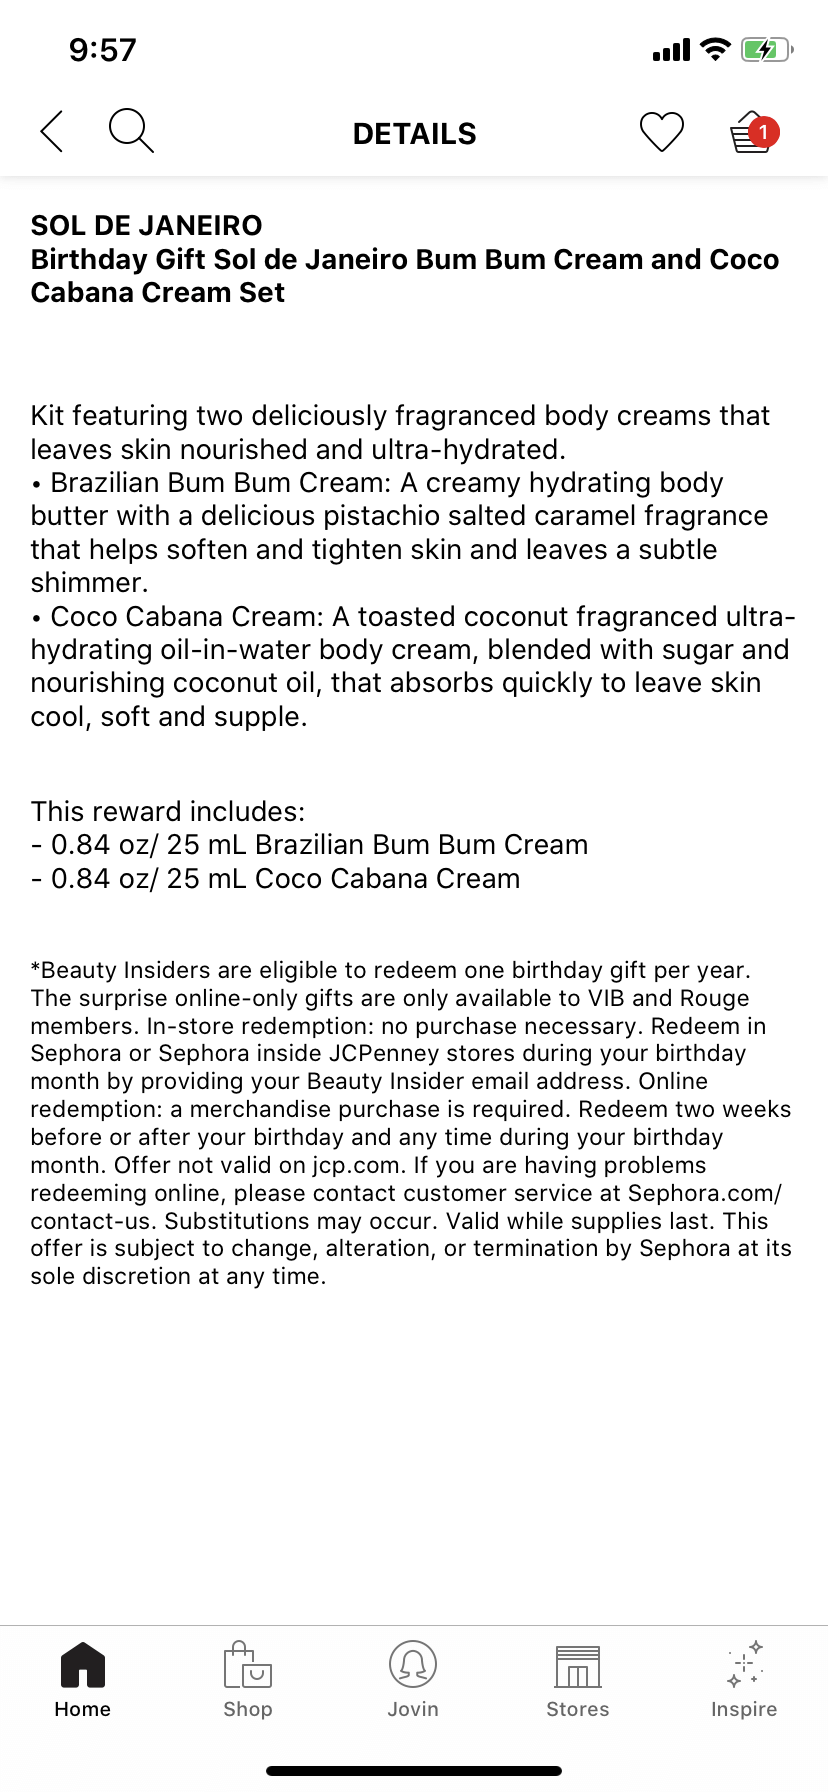 9:57
DETAILS
1
SOL DE JANEIRO
Birthday Gift Sol de Janeiro Bum Bum Cream and Coco
Cabana Cream Set
Kit featuring two deliciously fragranced body creams that
leaves skin nourished and ultra-hydrated.
• Brazilian Bum Bum Cream: A creamy hydrating body
butter with a delicious pistachio salted caramel fragrance
that helps soften and tighten skin and leaves a subtle
shimmer.
• Coco Cabana Cream: A toasted coconut fragranced ultra-
hydrating oil-in-water body cream, blended with sugar and
nourishing coconut oil, that absorbs quickly to leave skin
cool, soft and supple.
This reward includes:
- 0.84 oz/ 25 mL Brazilian Bum Bum Cream
- 0.84 oz/ 25 mL Coco Cabana Cream
*Beauty Insiders are eligible to redeem one birthday gift per year.
The surprise online-only gifts are only available to VIB and Rouge
members. In-store redemption: no purchase necessary. Redeem in
Sephora or Sephora inside JCPenney stores during your birthday
month by providing your Beauty Insider email address. Online
redemption: a merchandise purchase is required. Redeem two weeks
before or after your birthday and any time during your birthday
month. Offer not valid on jcp.com. If you are having problems
redeeming online, please contact customer service at Sephora.com/
contact-us. Substitutions may occur. Valid while supplies last. This
offer is subject to change, alteration, or termination by Sephora at its
sole discretion at any time.
Home
Shop
Jovin
Stores
Inspire